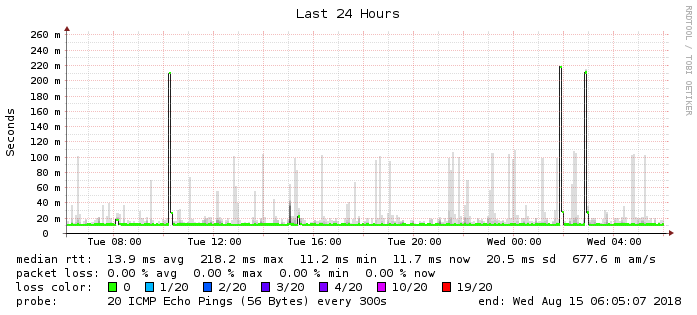 Last 24 Hours
RRDTOOL / TOBI OETIKER
Seconds
260 m
240 m
220 m
200 m
180 m
160 m
140 m
120 m
100 m
80 m
60 m
40 m
20 m
0
Tue 08:00 Tue 12:00 Tue 16:00 Tue 20:00 Wed 00:00 Wed 04:00
median rtt: 13.9 ms avg 218.2 ms max 11.2 ms min 11.7 ms now 20.5 ms sd 677.6 m am/s
packet loss: 0.00 % avg 0.00 % max 0.00 % min 0.00 % now
loss color: 0 1/20 2/20 3/20 4/20 10/20 19/20
probe: 20 ICMP Echo Pings (56 Bytes) every 300s end: Wed Aug 15 06:05:07 2018